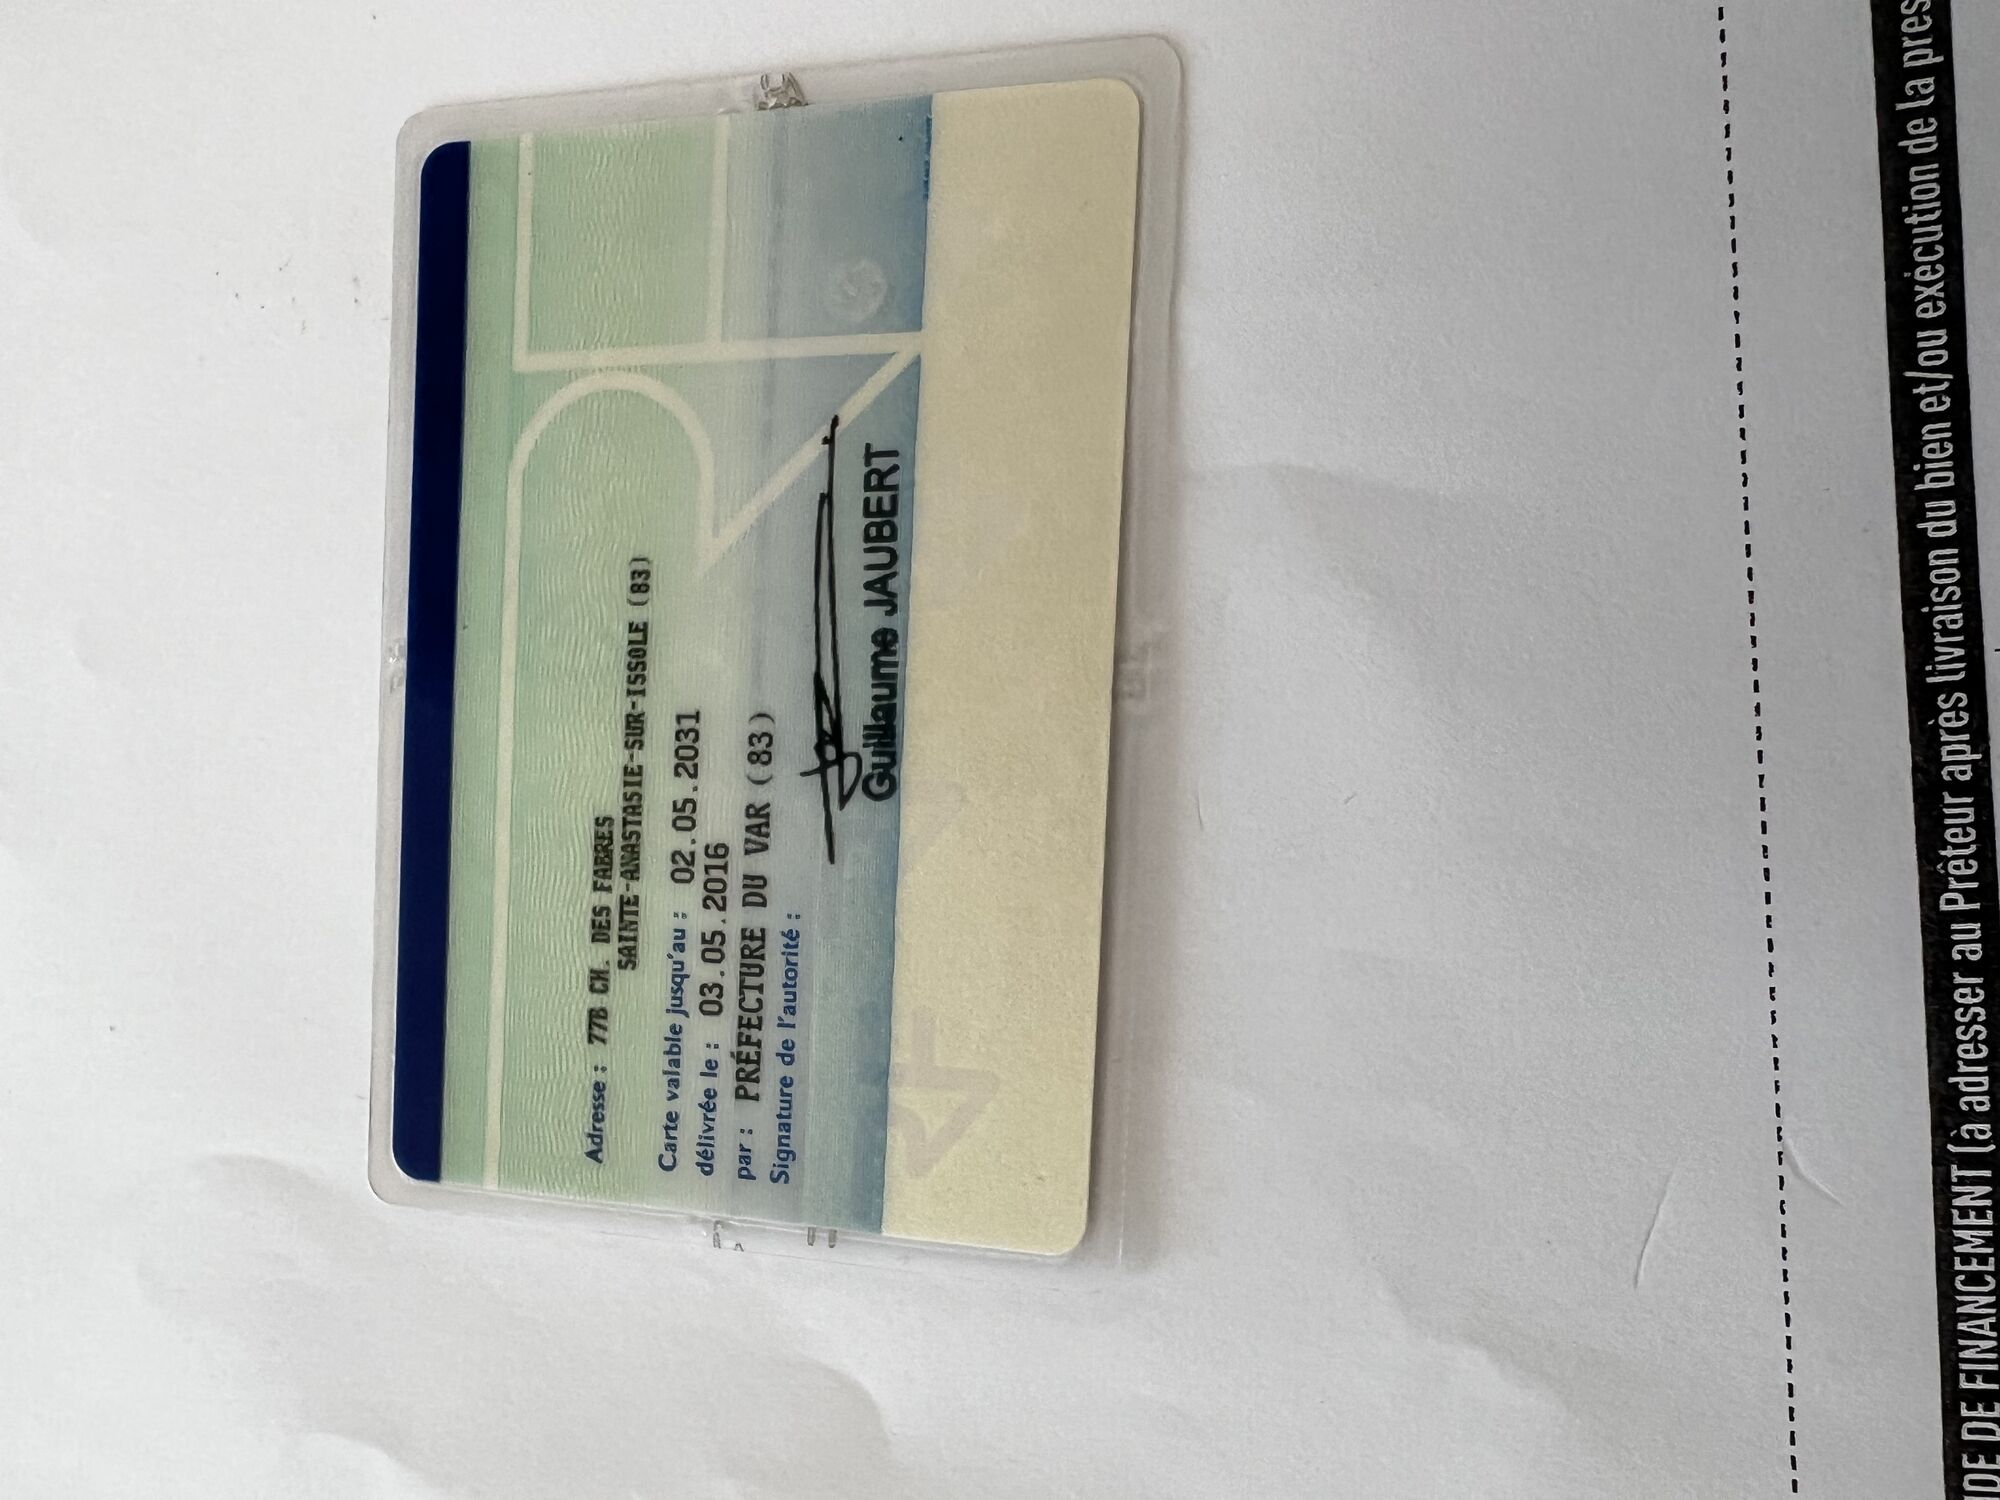 Adresse : 77B CH. DES FABRES
SAINTE-ANASTASIE-SUR-ISSOLE (83)
Carte valable jusqu'au : 02.05.2031
délivrée le : 03.05.2016
par : PRÉFECTURE DU VAR (83)
Signature de l'autorité :
Guillaume JAUBERT
DE FINANCEMENT (à adresser au Prêteur après livraison du bien et/ou exécution de la